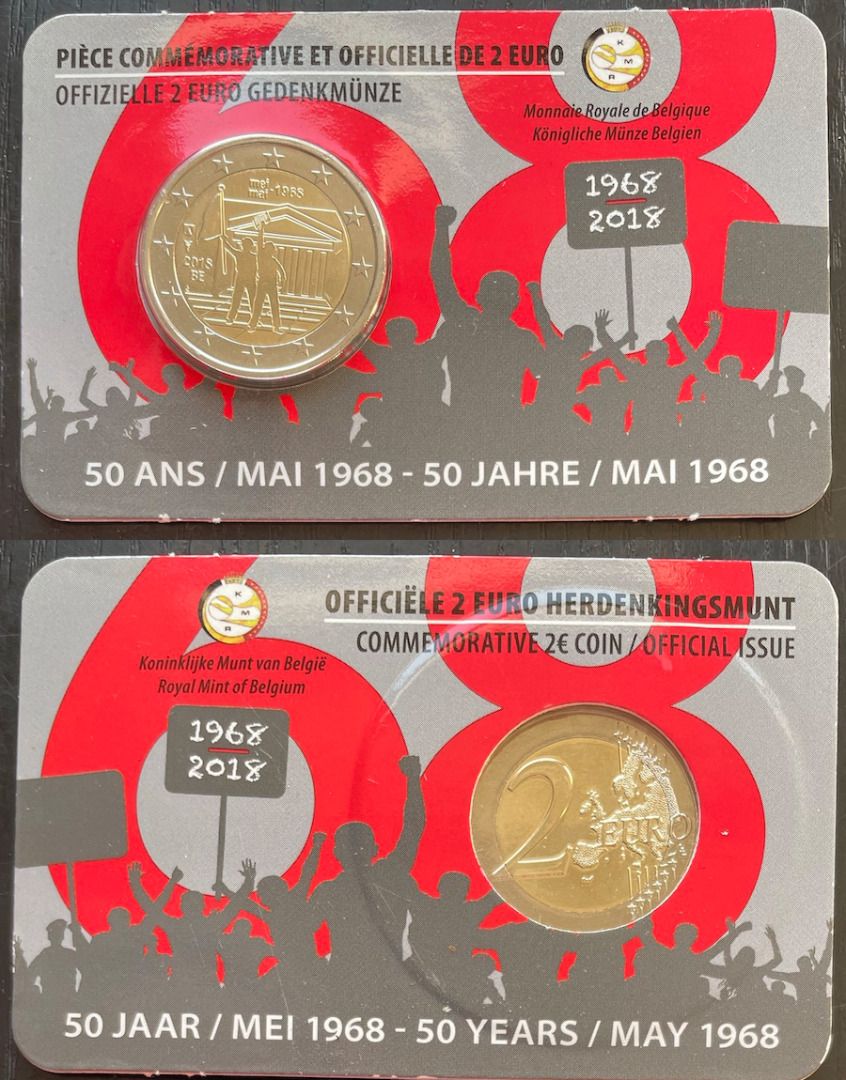 PIÈCE COMMÉMORATIVE ET OFFICIELLE DE 2 EURO
OFFIZIELLE 2 EURO GEDENKMÜNZE
K
M
R
Monnaie Royale de Belgique
Königliche Münze Belgien
1968
2018
mei
mai-1968
2018
BE
50 ANS / MAI 1968 - 50 JAHRE / MAI 1968
K
M
R
Koninklijke Munt van België
Royal Mint of Belgium
OFFICIËLE 2 EURO HERDENKINGSMUNT
COMMEMORATIVE 2€ COIN / OFFICIAL ISSUE
1968
2018
2 EURO
50 JAAR / MEI 1968 - 50 YEARS / MAY 1968